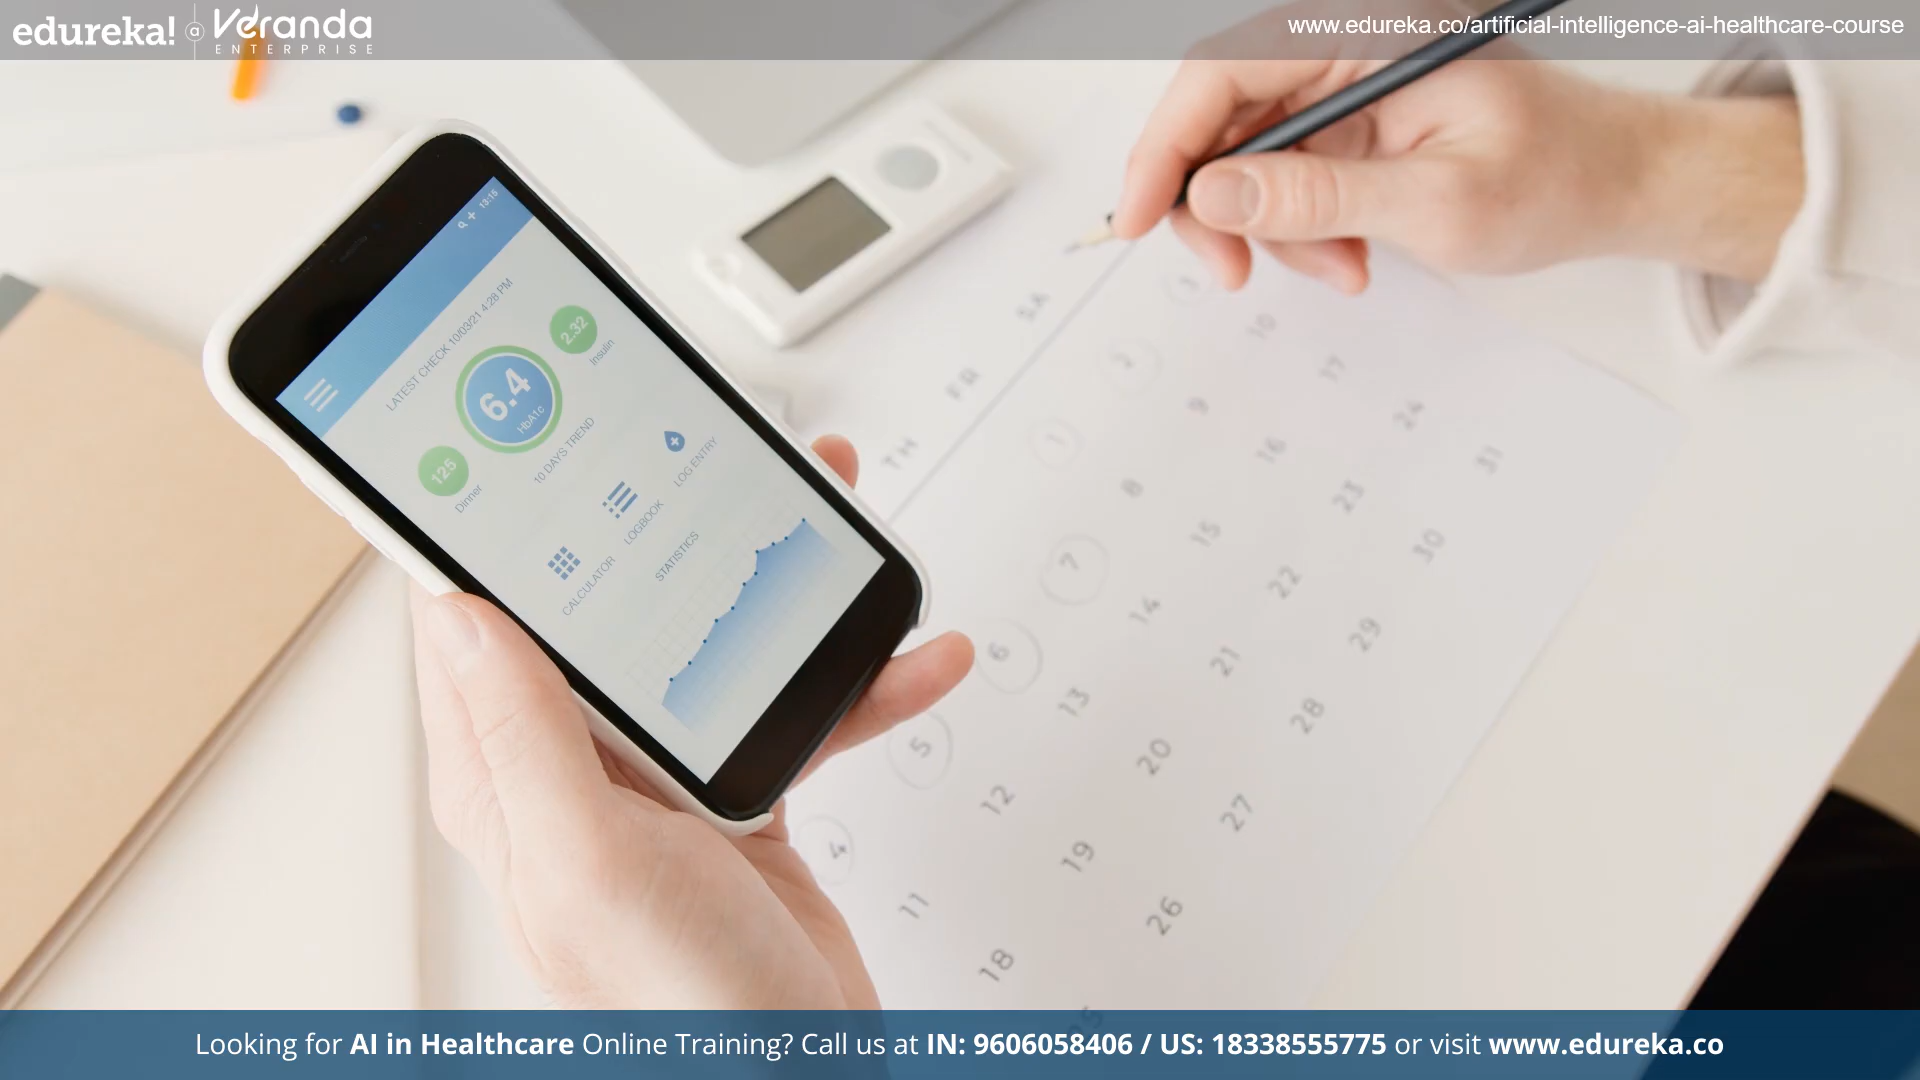 edureka! a Veranda
ENTERPRISE
www.edureka.co/artificial-intelligence-ai-healthcare-course
13:15
LATEST CHECK 10/03/21 4:28 PM
125
Dinner
6.4
HbA1c
2.32
Insulin
10 DAYS TREND
CALCULATOR
LOGBOOK
LOG ENTRY
STATISTICS
TH FR SA
1 2 3
4 5 6 7 8 9 10
11 12 13 14 15 16 17
18 19 20 21 22 23 24
25 26 27 28 29 30 31
Looking for AI in Healthcare Online Training? Call us at IN: 9606058406 / US: 18338555775 or visit www.edureka.co